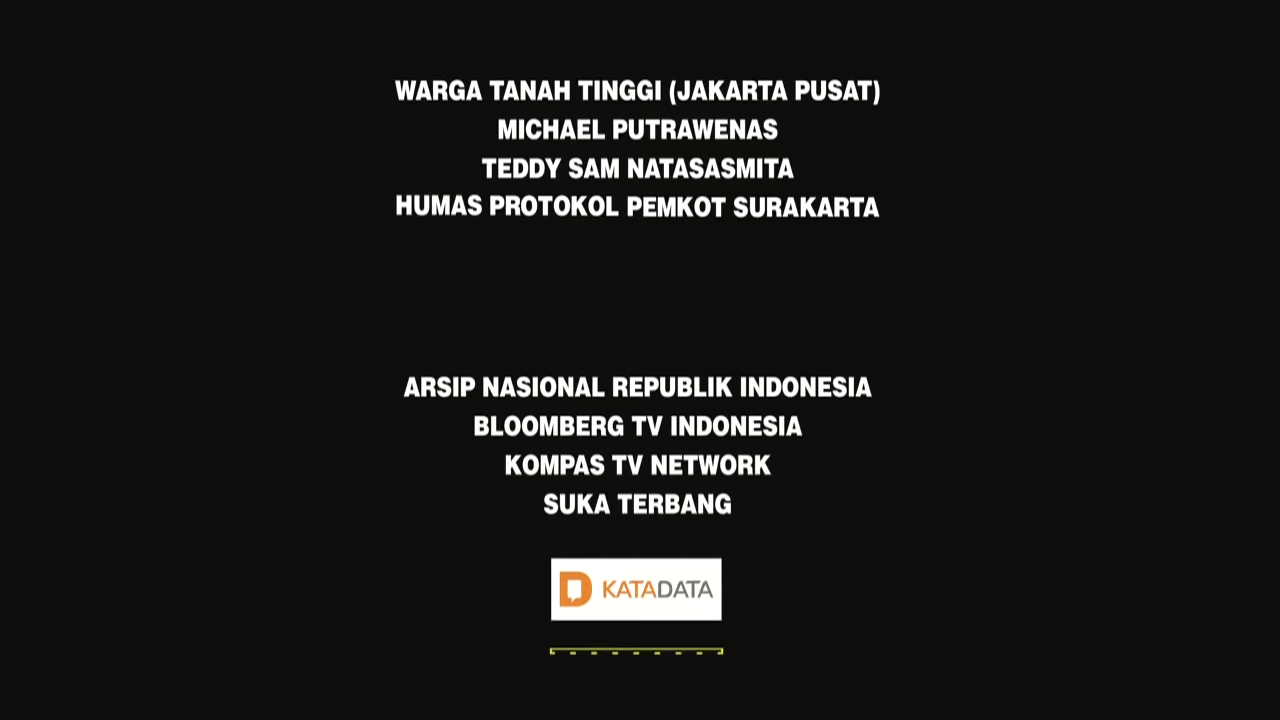 WARGA TANAH TINGGI (JAKARTA PUSAT)
MICHAEL PUTRAWENAS
TEDDY SAM NATASASMITA
HUMAS PROTOKOL PEMKOT SURAKARTA
ARSIP NASIONAL REPUBLIK INDONESIA
BLOOMBERG TV INDONESIA
KOMPAS TV NETWORK
SUKA TERBANG
D KATADATA